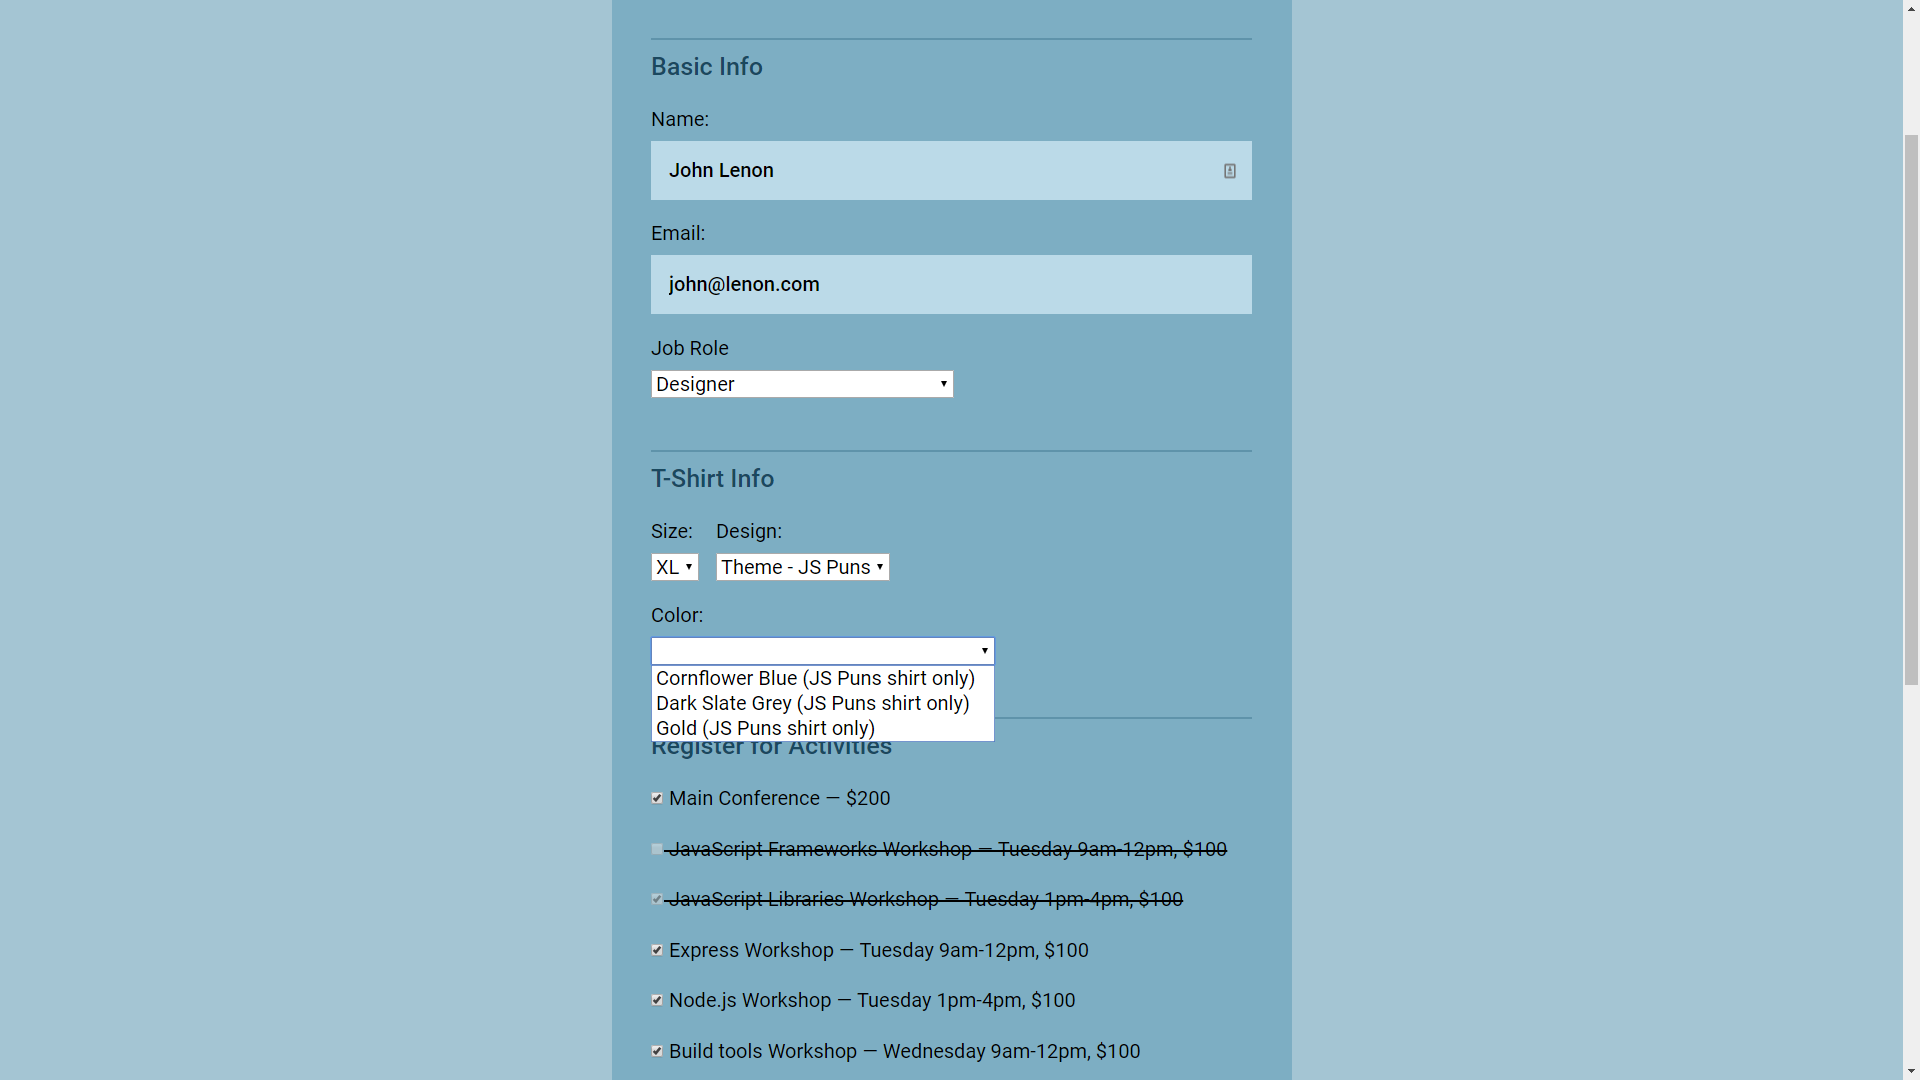 Basic Info
Name:
John Lenon
Email:
john@lenon.com
Job Role
Designer
T-Shirt Info
Size: Design:
XL Theme - JS Puns
Color:
Cornflower Blue (JS Puns shirt only)
Dark Slate Grey (JS Puns shirt only)
Gold (JS Puns shirt only)
Register for Activities
Main Conference — $200
JavaScript Frameworks Workshop — Tuesday 9am-12pm, $100
JavaScript Libraries Workshop — Tuesday 1pm-4pm, $100
Express Workshop — Tuesday 9am-12pm, $100
Node.js Workshop — Tuesday 1pm-4pm, $100
Build tools Workshop — Wednesday 9am-12pm, $100